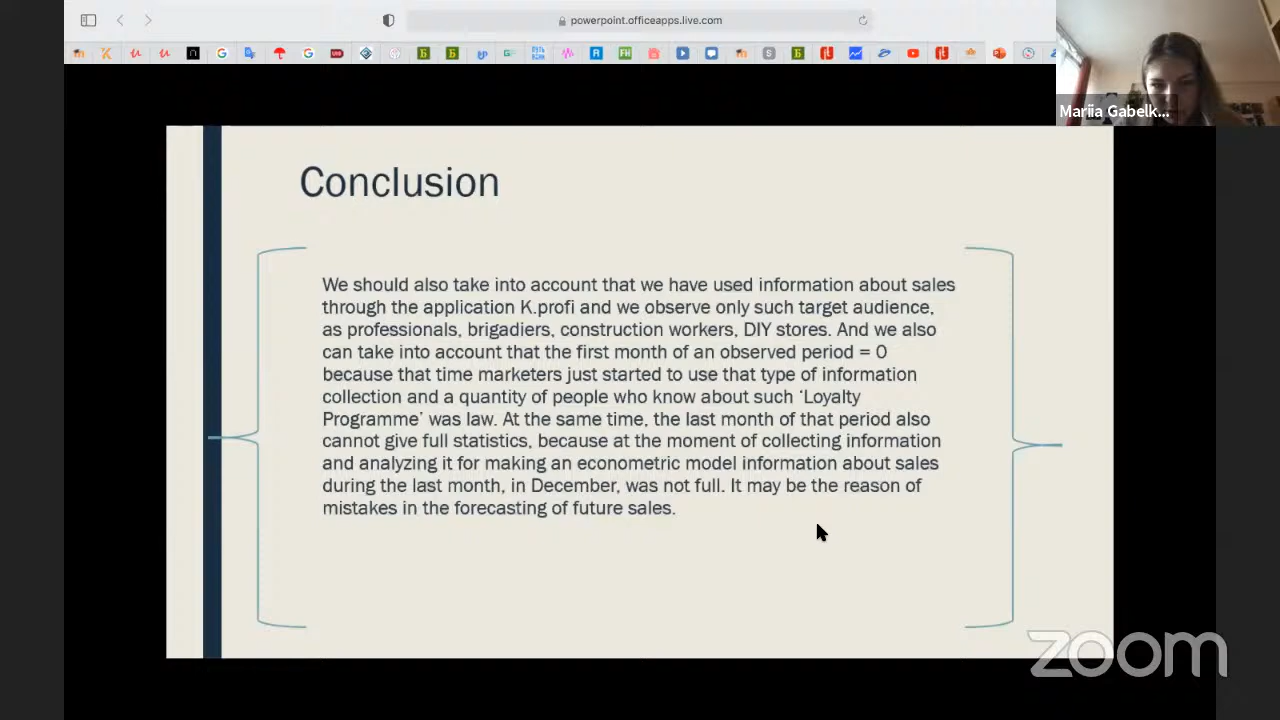 powerpoint.officeapps.live.com
Mariia Gabelk...
Conclusion
We should also take into account that we have used information about sales
through the application K.profi and we observe only such target audience,
as professionals, brigadiers, construction workers, DIY stores. And we also
can take into account that the first month of an observed period = 0
because that time marketers just started to use that type of information
collection and a quantity of people who know about such ‘Loyalty
Programme’ was law. At the same time, the last month of that period also
cannot give full statistics, because at the moment of collecting information
and analyzing it for making an econometric model information about sales
during the last month, in December, was not full. It may be the reason of
mistakes in the forecasting of future sales.
zoom